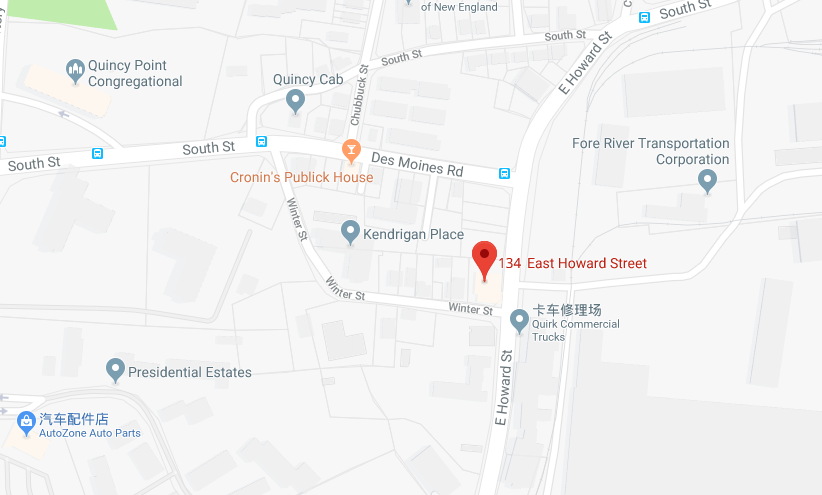 of New England
South St
South St
E Howard St
South St
Quincy Point
Congregational
Quincy Cab
Chubbuck St
Fore River Transportation
Corporation
South St
South St
Des Moines Rd
Cronin's Publick House
Winter St
Kendrigan Place
134 East Howard Street
Winter St
Winter St
卡车修理场
Quirk Commercial
Trucks
E Howard St
Presidential Estates
汽车配件店
AutoZone Auto Parts